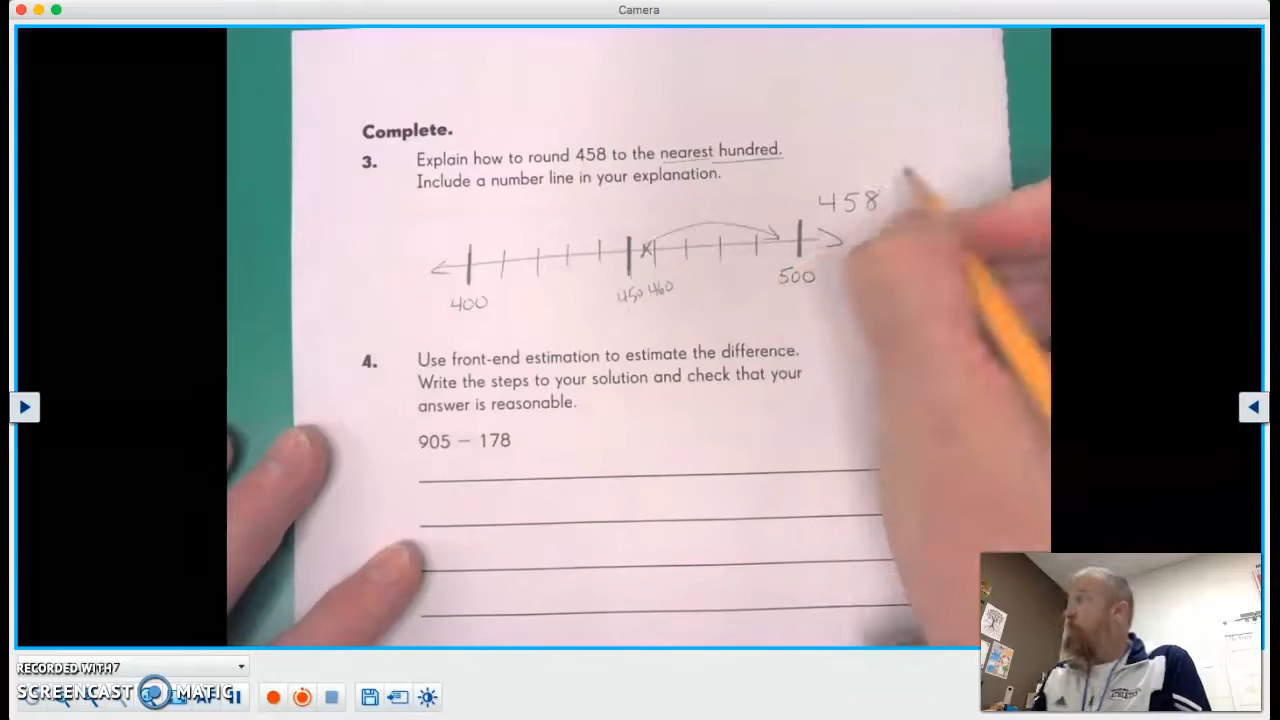 Camera
Complete.
3. Explain how to round 458 to the nearest hundred.
Include a number line in your explanation.
458
400
450 460
500
4. Use front-end estimation to estimate the difference.
Write the steps to your solution and check that your
answer is reasonable.
905 – 178
RECORDED WITH
SCREENCAST MATIC